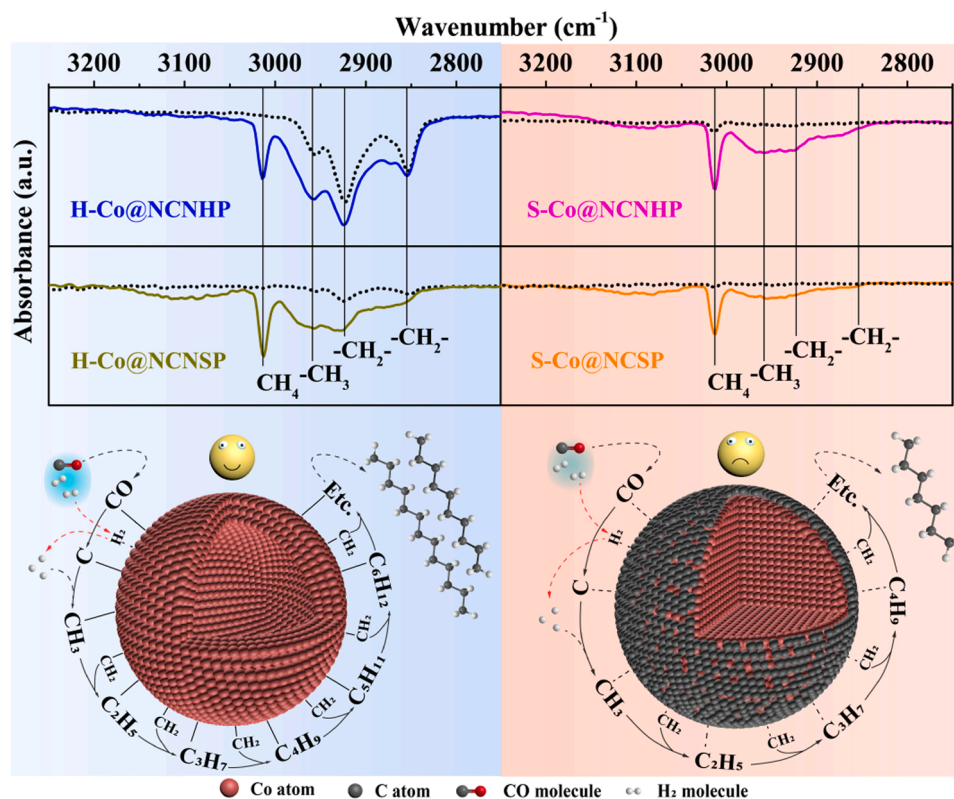 Wavenumber (cm⁻¹)
3200 3100 3000 2900 2800
3200 3100 3000 2900 2800
Absorbance (a.u.)
H-Co@NCNHP
S-Co@NCNHP
H-Co@NCNSP
CH₄
-CH₃
-CH₂-
-CH₂-
S-Co@NCSP
CH₄
-CH₃
-CH₂-
-CH₂-
CO
H₂
C
CH₃
CH₂
C₂H₅
CH₂
C₃H₇
CH₂
C₄H₉
CH₂
C₅H₁₁
CH₂
C₆H₁₂
CH₂
Etc.
CO
H₂
C
CH₃
CH₂
C₂H₅
CH₂
C₃H₇
CH₂
C₄H₉
CH₂
Etc.
Co atom C atom CO molecule H₂ molecule